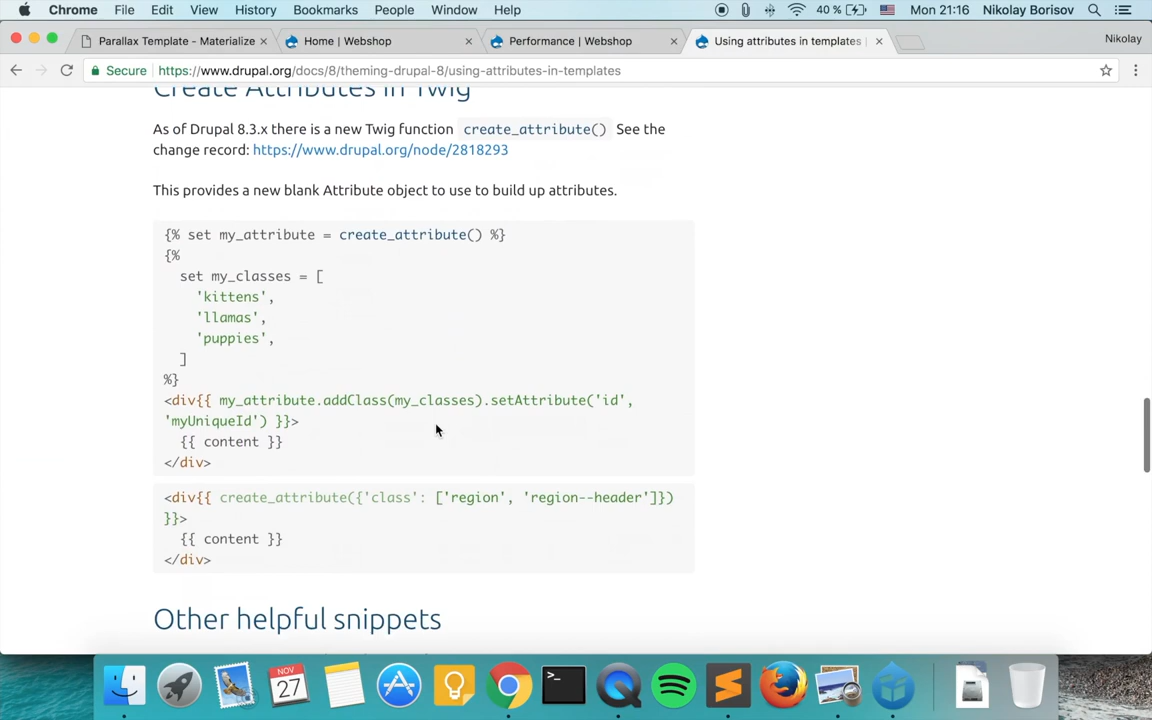 Chrome File Edit View History Bookmarks People Window Help 40 % Mon 21:16 Nikolay Borisov
Parallax Template - Materialize Home | Webshop Performance | Webshop Using attributes in templates | Nikolay
Secure https://www.drupal.org/docs/8/theming-drupal-8/using-attributes-in-templates
Create Attributes in Twig
As of Drupal 8.3.x there is a new Twig function create_attribute() See the
change record: https://www.drupal.org/node/2818293
This provides a new blank Attribute object to use to build up attributes.
{% set my_attribute = create_attribute() %}
{%
set my_classes = [
'kittens',
'llamas',
'puppies',
]
%}
<div{{ my_attribute.addClass(my_classes).setAttribute('id',
'myUniqueId') }}>
{{ content }}
</div>
<div{{ create_attribute({'class': ['region', 'region--header']})
}}>
{{ content }}
</div>
Other helpful snippets
NOV
27
>_